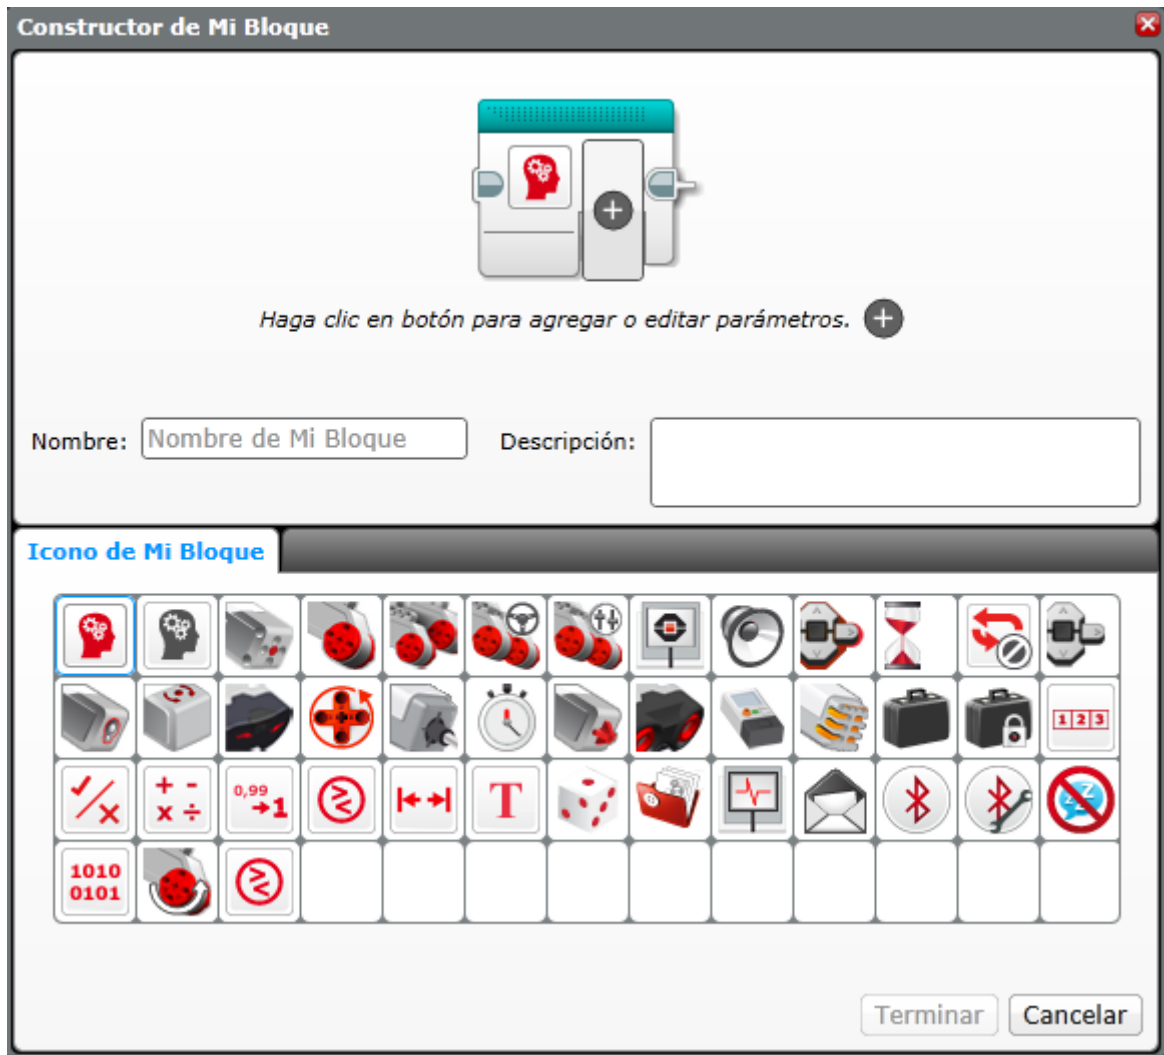 Constructor de Mi Bloque
Haga clic en botón para agregar o editar parámetros.
Nombre: Nombre de Mi Bloque Descripción:
Icono de Mi Bloque
1 2 3
+ -
x ÷
0,99
→1
T
z z Z
1010
0101
Terminar Cancelar